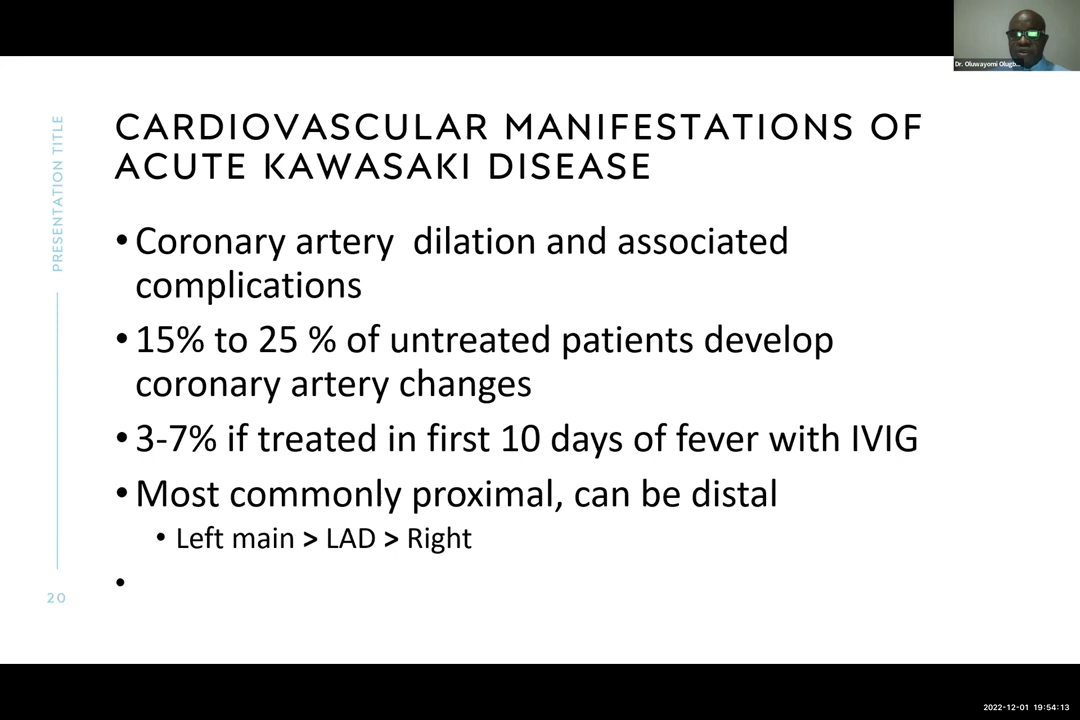 Dr. Oluwayomi Olugb...
CARDIOVASCULAR MANIFESTATIONS OF
ACUTE KAWASAKI DISEASE
PRESENTATION TITLE
• Coronary artery  dilation and associated
complications
• 15% to 25 % of untreated patients develop
coronary artery changes
• 3-7% if treated in first 10 days of fever with IVIG
• Most commonly proximal, can be distal
• Left main > LAD > Right
•
20
2022-12-01 19:54:13